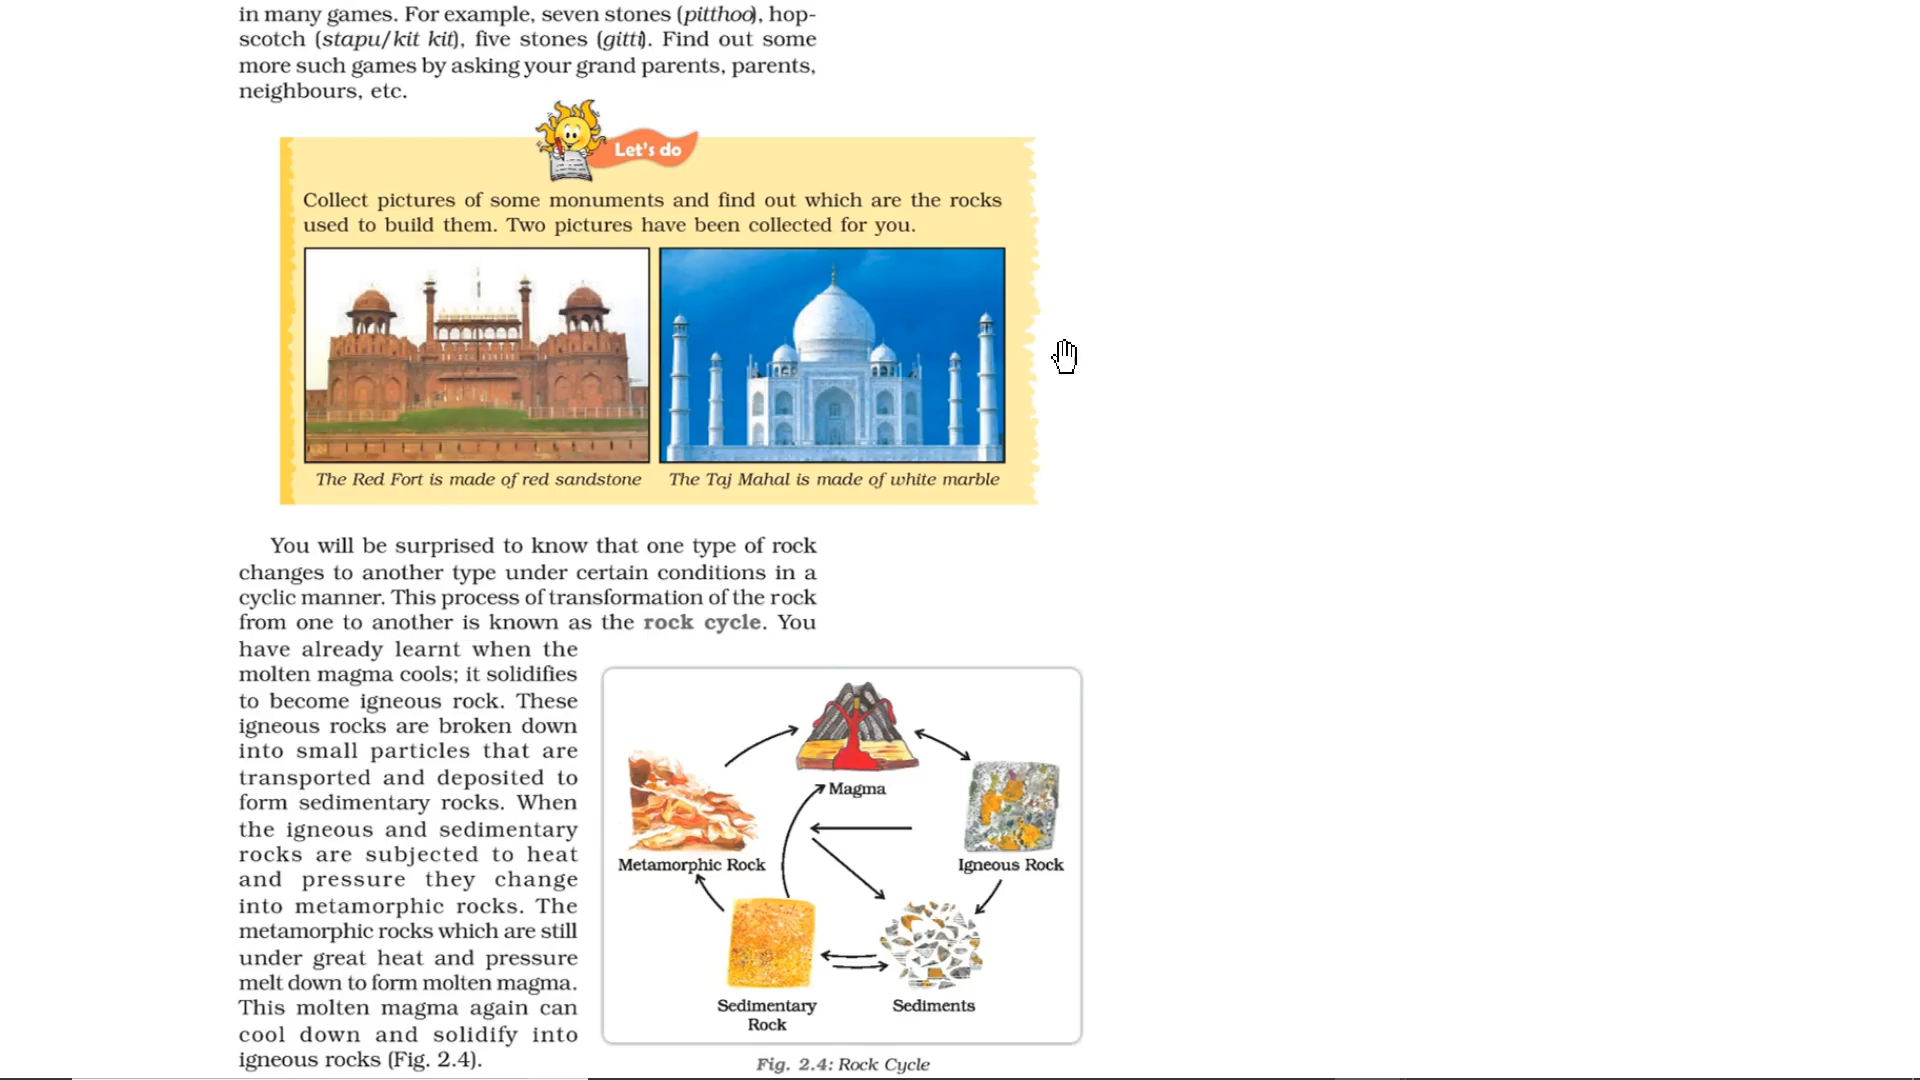 in many games. For example, seven stones (pitthoo), hop-
scotch (stapu/kit kit), five stones (gitti). Find out some
more such games by asking your grand parents, parents,
neighbours, etc.
Let's do
Collect pictures of some monuments and find out which are the rocks
used to build them. Two pictures have been collected for you.
The Red Fort is made of red sandstone
The Taj Mahal is made of white marble
You will be surprised to know that one type of rock
changes to another type under certain conditions in a
cyclic manner. This process of transformation of the rock
from one to another is known as the rock cycle. You
have already learnt when the
molten magma cools; it solidifies
to become igneous rock. These
igneous rocks are broken down
into small particles that are
transported and deposited to
form sedimentary rocks. When
the igneous and sedimentary
rocks are subjected to heat
and pressure they change
into metamorphic rocks. The
metamorphic rocks which are still
under great heat and pressure
melt down to form molten magma.
This molten magma again can
cool down and solidify into
igneous rocks (Fig. 2.4).
Magma
Metamorphic Rock
Igneous Rock
Sedimentary
Rock
Sediments
Fig. 2.4: Rock Cycle